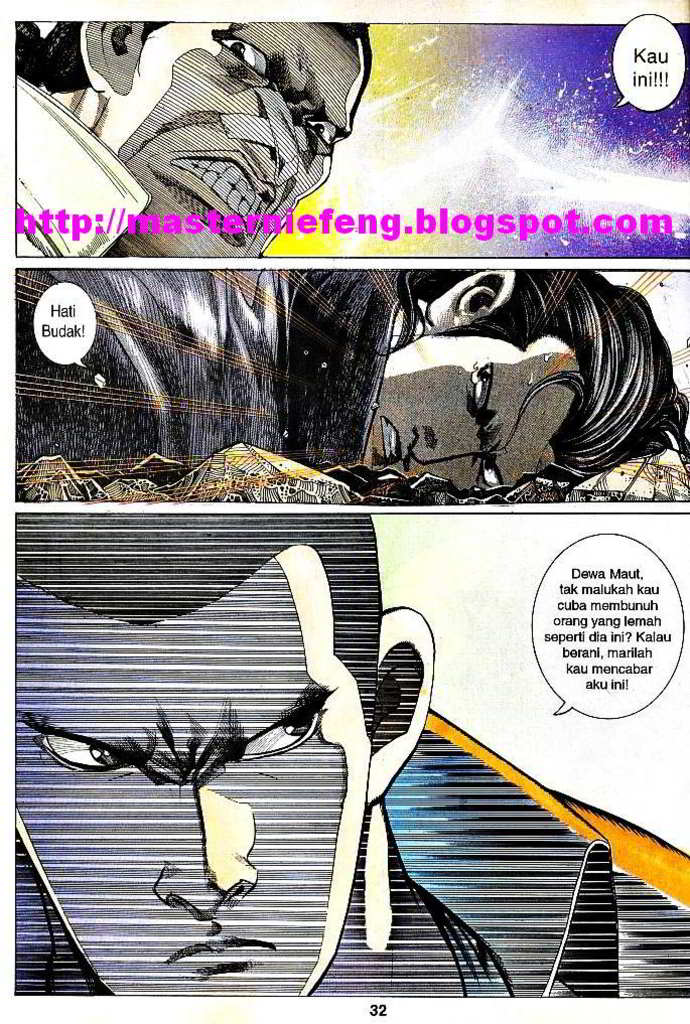 Kau
ini!!!
http://masterniefeng.blogspot.com
Hati
Budak!
Dewa Maut,
tak malukah kau
cuba membunuh
orang yang lemah
seperti dia ini? Kalau
berani, marilah
kau mencabar
aku ini!
32